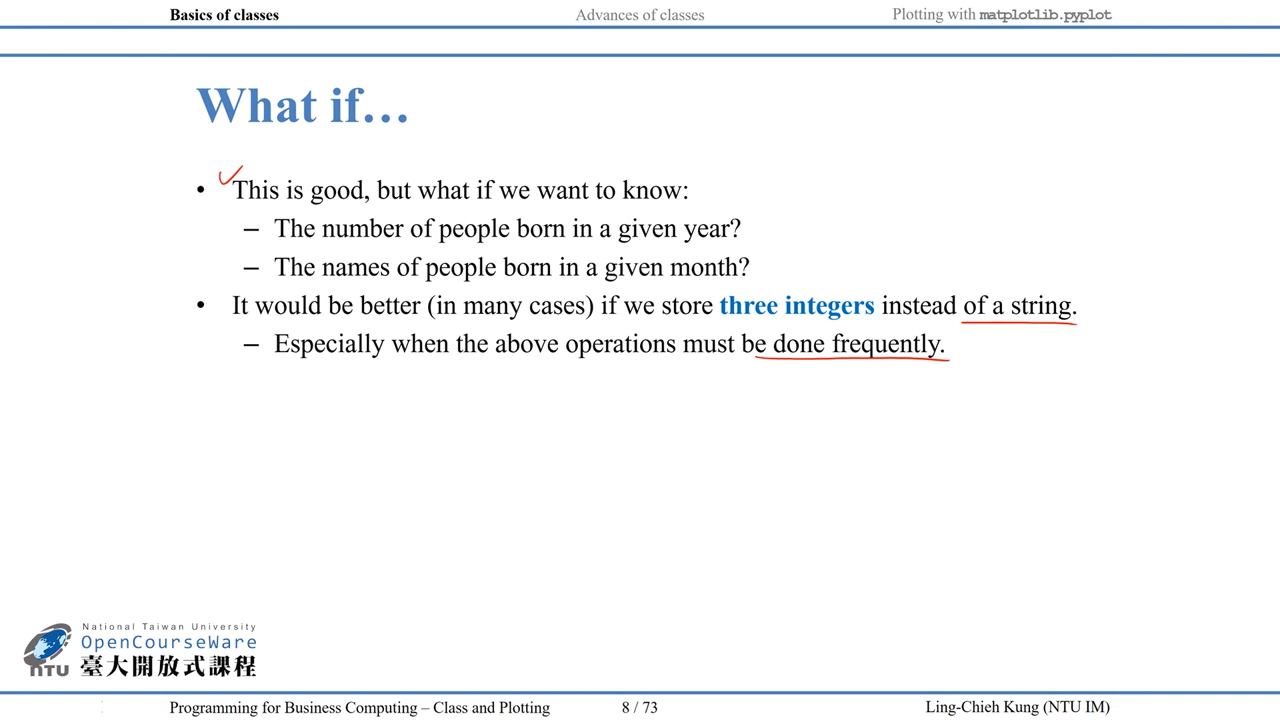 Basics of classes Advances of classes Plotting with matplotlib.pyplot
What if…
• This is good, but what if we want to know:
– The number of people born in a given year?
– The names of people born in a given month?
• It would be better (in many cases) if we store three integers instead of a string.
– Especially when the above operations must be done frequently.
National Taiwan University
OpenCourseWare
NTU 臺大開放式課程
Programming for Business Computing – Class and Plotting 8 / 73 Ling-Chieh Kung (NTU IM)